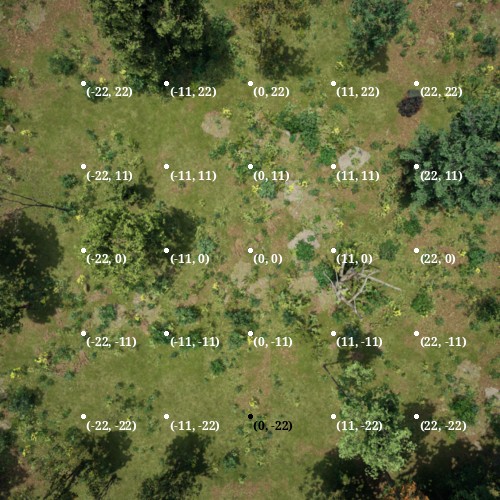 (-22, 22) (-11, 22) (0, 22) (11, 22) (22, 22)
(-22, 11) (-11, 11) (0, 11) (11, 11) (22, 11)
(-22, 0) (-11, 0) (0, 0) (11, 0) (22, 0)
(-22, -11) (-11, -11) (0, -11) (11, -11) (22, -11)
(-22, -22) (-11, -22) (0, -22) (11, -22) (22, -22)